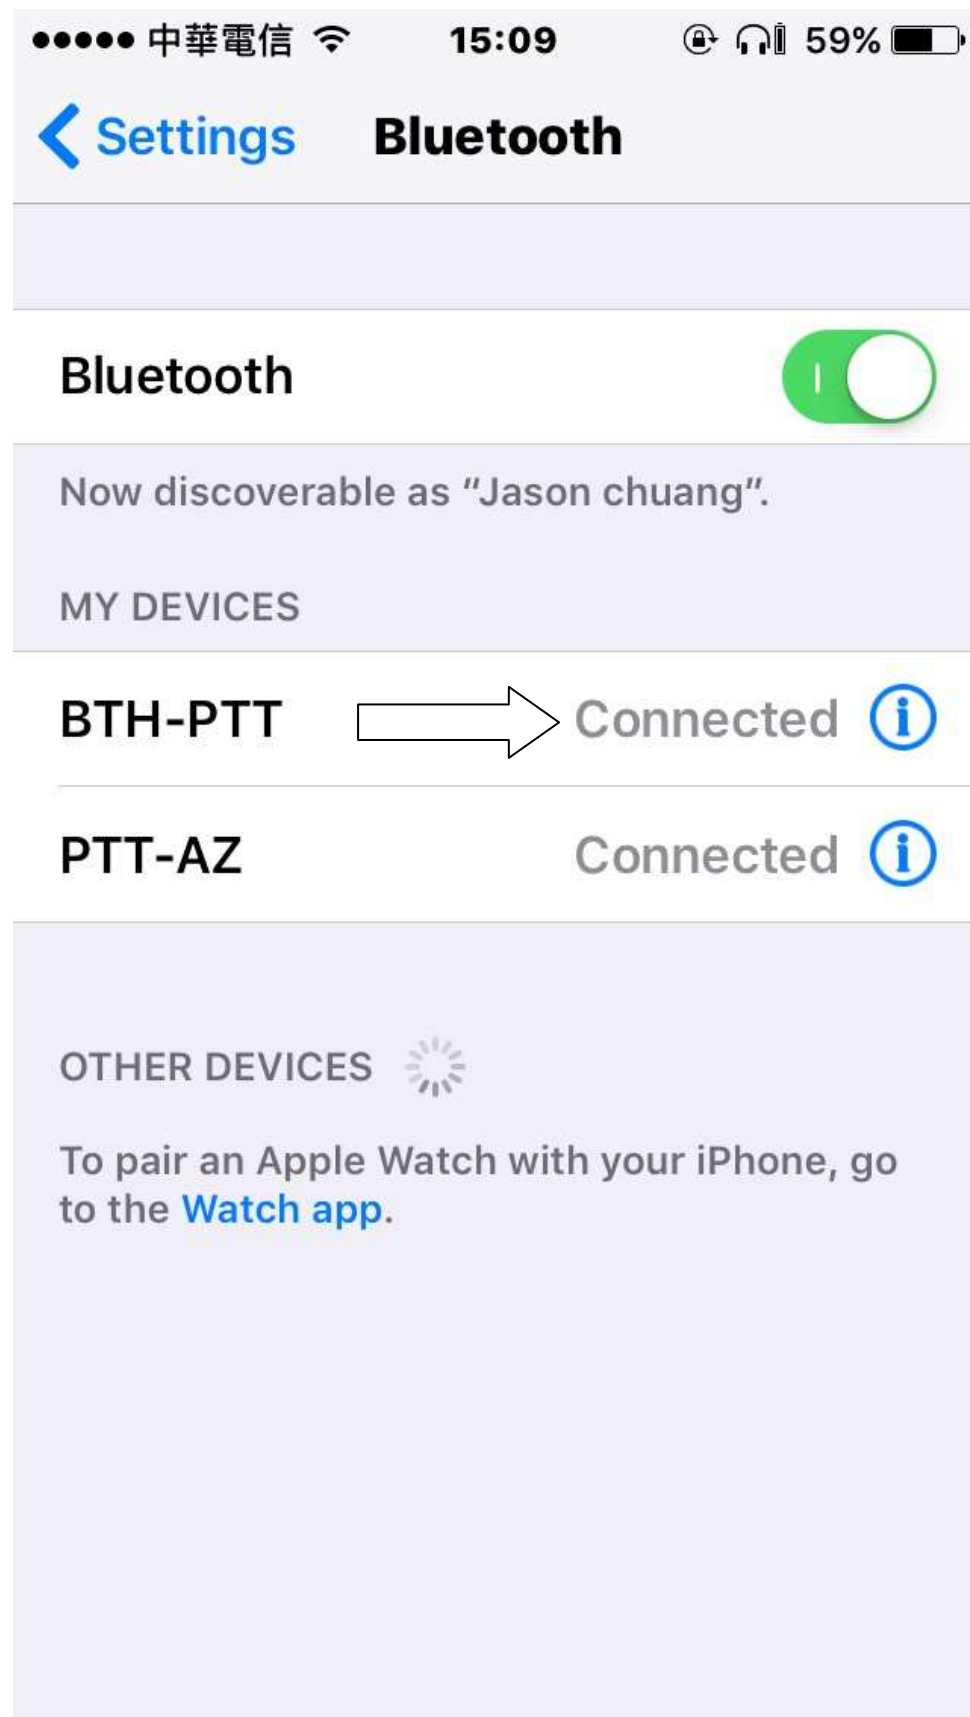 中華電信 15:09 59%
Settings Bluetooth
Bluetooth
Now discoverable as “Jason chuang”.
MY DEVICES
BTH-PTT Connected
PTT-AZ Connected
OTHER DEVICES
To pair an Apple Watch with your iPhone, go
to the Watch app.